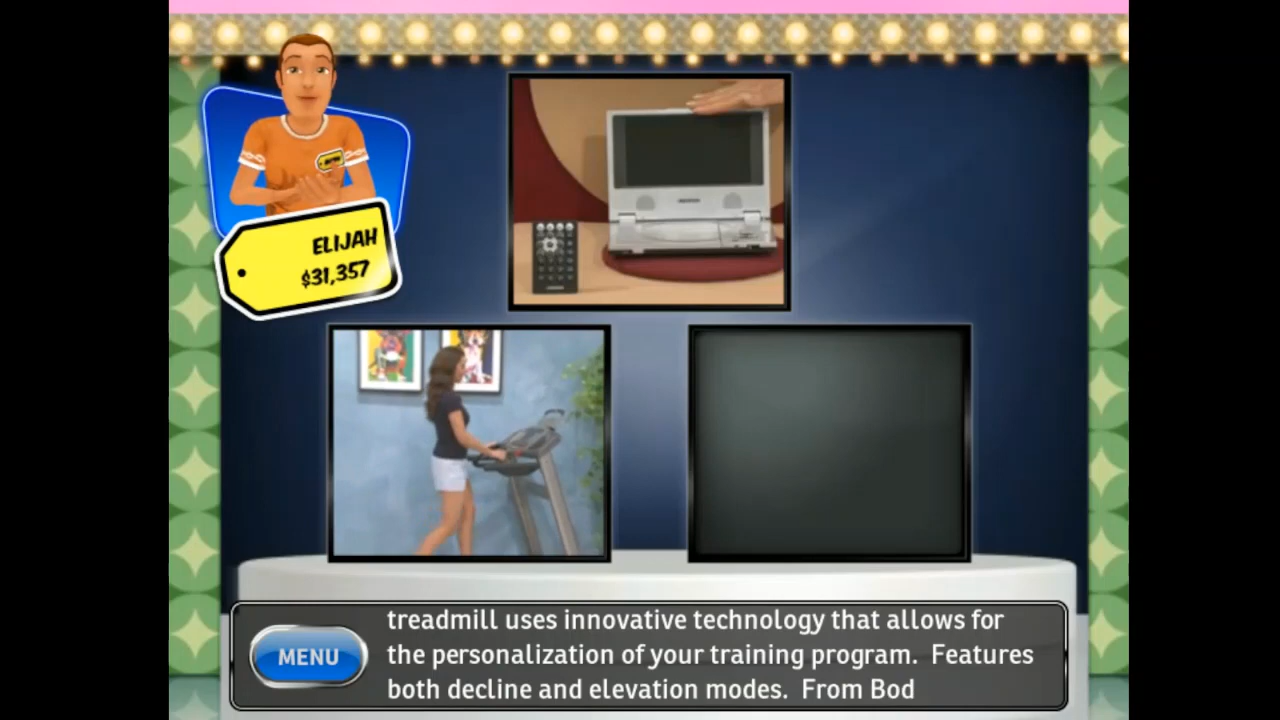 ELIJAH
$31,357
MENU
treadmill uses innovative technology that allows for
the personalization of your training program. Features
both decline and elevation modes. From Bod